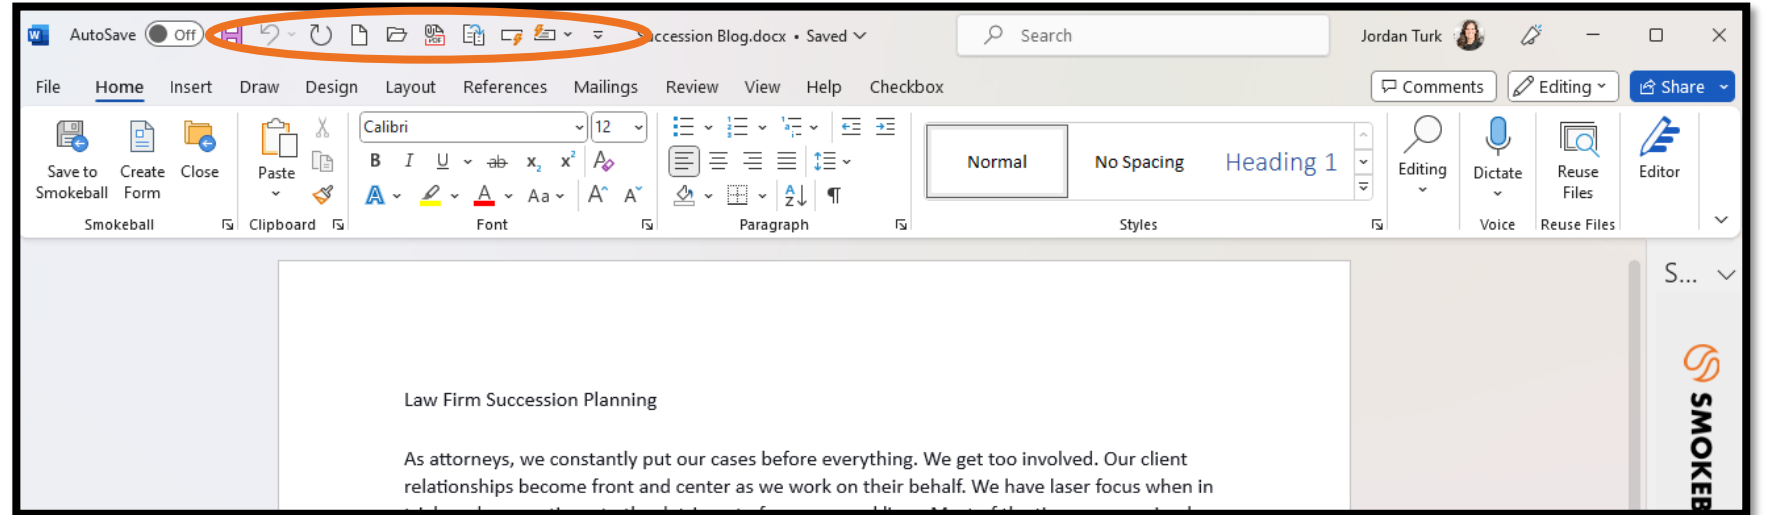 AutoSave Off ccession Blog.docx • Saved Search Jordan Turk
File Home Insert Draw Design Layout References Mailings Review View Help Checkbox Comments Editing Share
Calibri 12
Save to Smokeball Create Form Close Paste B I U ab x₂ x² A Normal No Spacing Heading 1 Editing Dictate Reuse Files Editor
A A Aa A A
Smokeball Clipboard Font Paragraph Styles Voice Reuse Files
S...
Law Firm Succession Planning
As attorneys, we constantly put our cases before everything. We get too involved. Our client
relationships become front and center as we work on their behalf. We have laser focus when in
SMOKEB